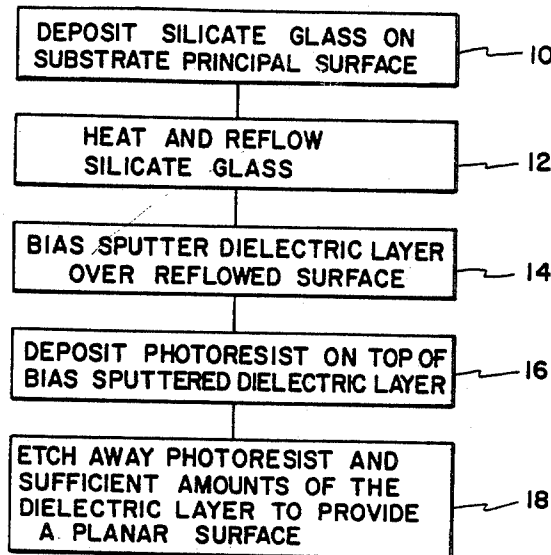 DEPOSIT SILICATE GLASS ON
SUBSTRATE PRINCIPAL SURFACE
10
HEAT AND REFLOW
SILICATE GLASS
12
BIAS SPUTTER DIELECTRIC LAYER
OVER REFLOWED SURFACE
14
DEPOSIT PHOTORESIST ON TOP OF
BIAS SPUTTERED DIELECTRIC LAYER
16
ETCH AWAY PHOTORESIST AND
SUFFICIENT AMOUNTS OF THE
DIELECTRIC LAYER TO PROVIDE
A PLANAR SURFACE
18